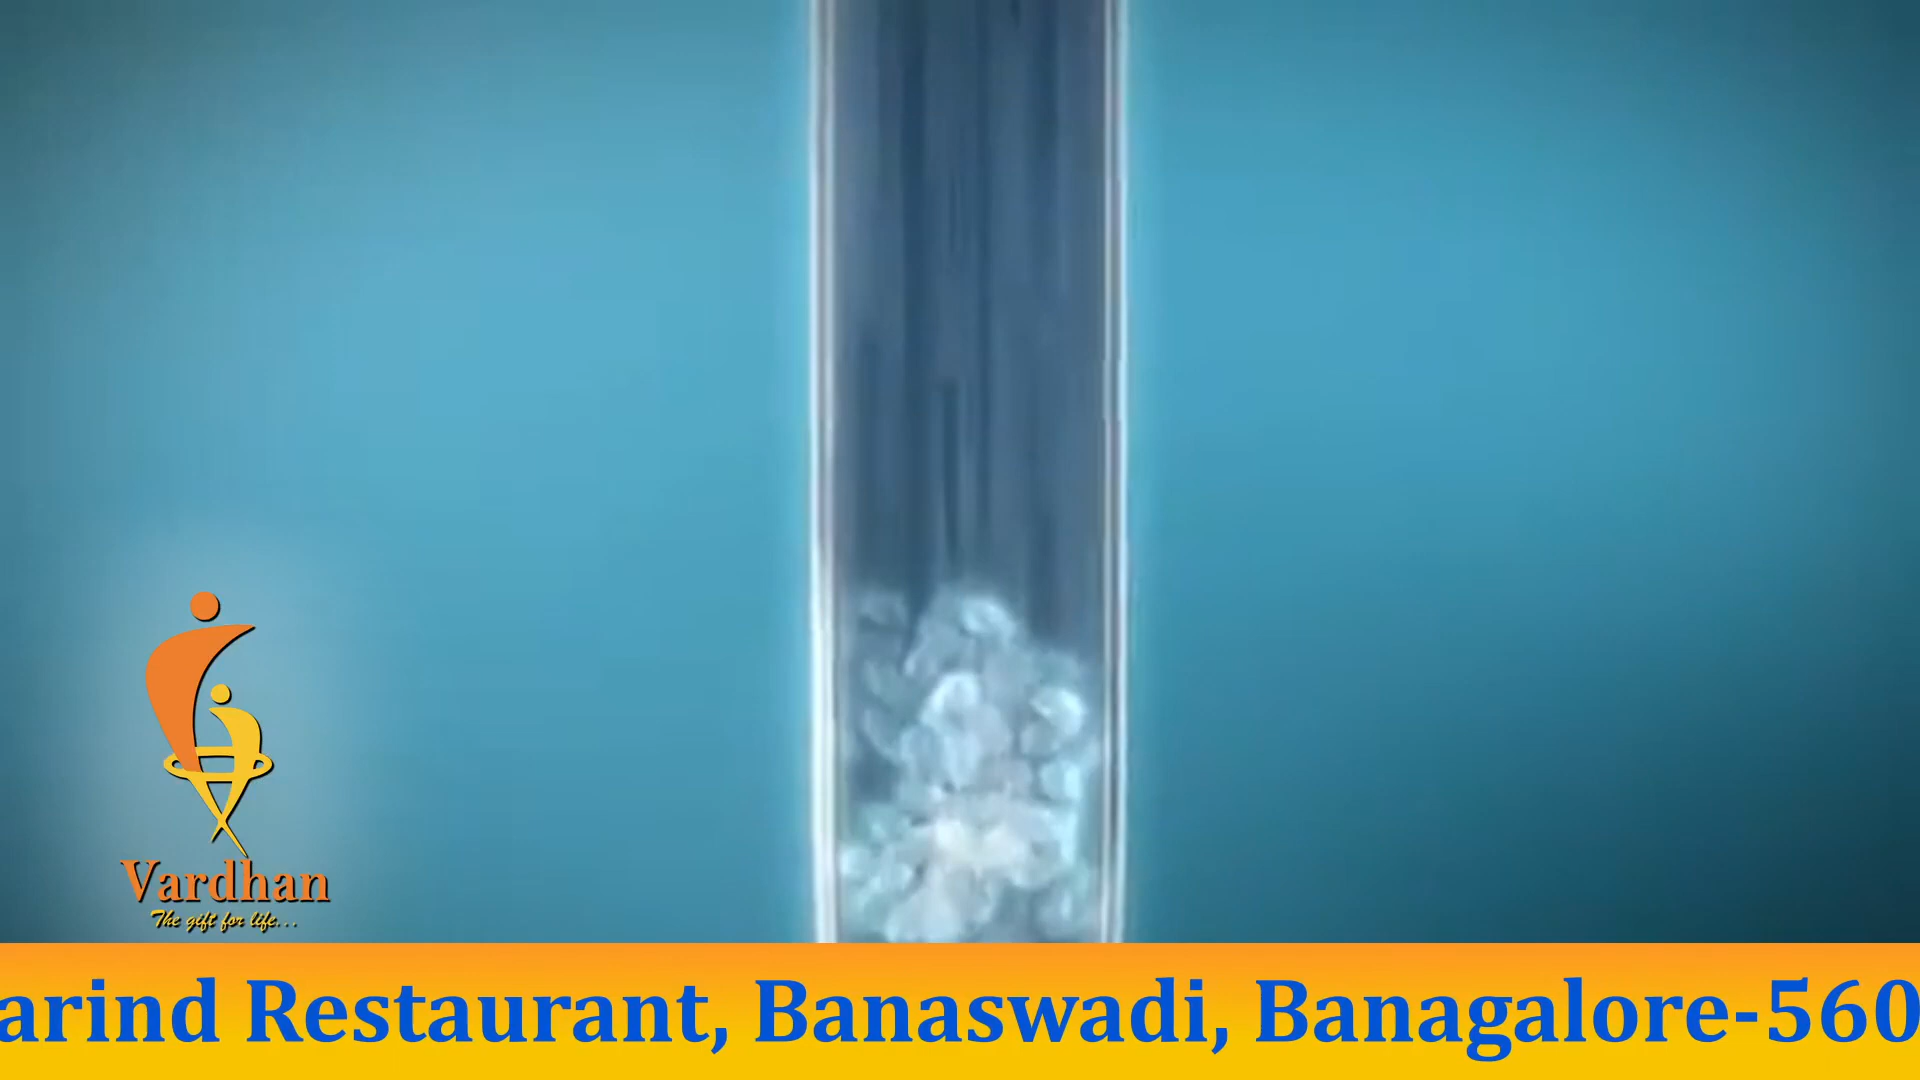 Vardhan
The gift for life...
arind Restaurant, Banaswadi, Banagalore-560